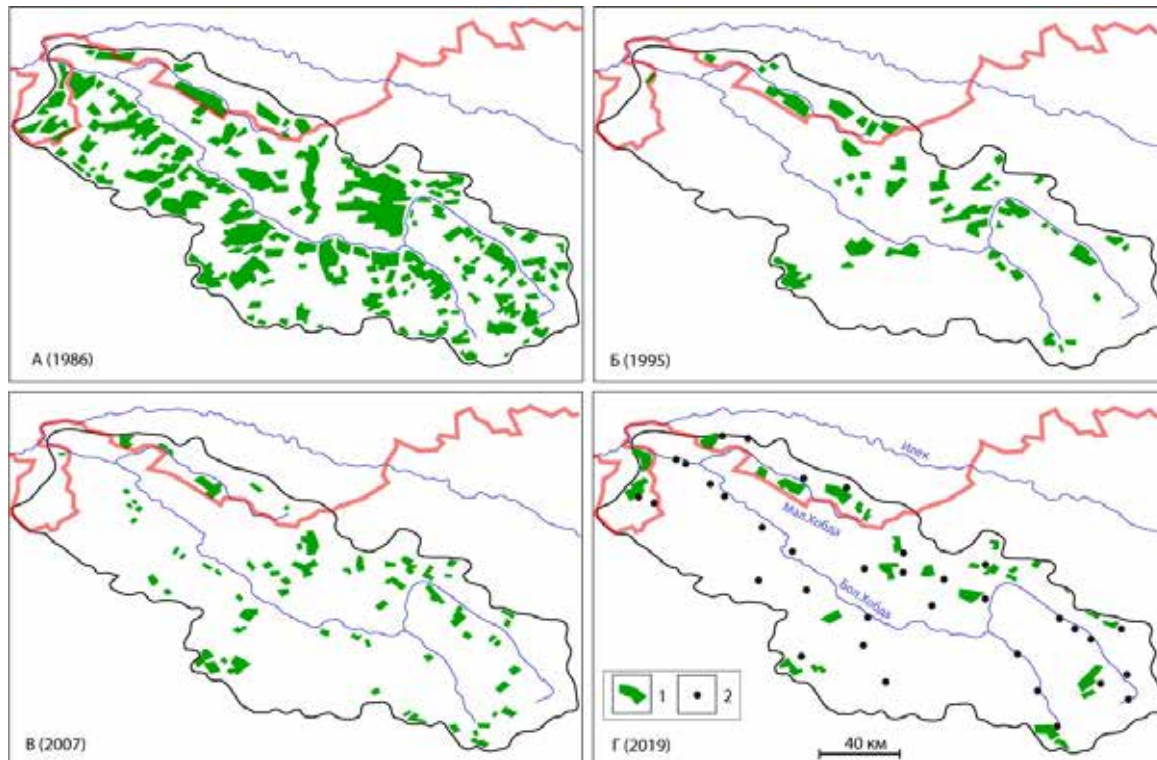 А (1986)
Б (1995)
В (2007)
Илек
Мал.Хобда
Бол.Хобда
1
2
Г (2019)
40 км